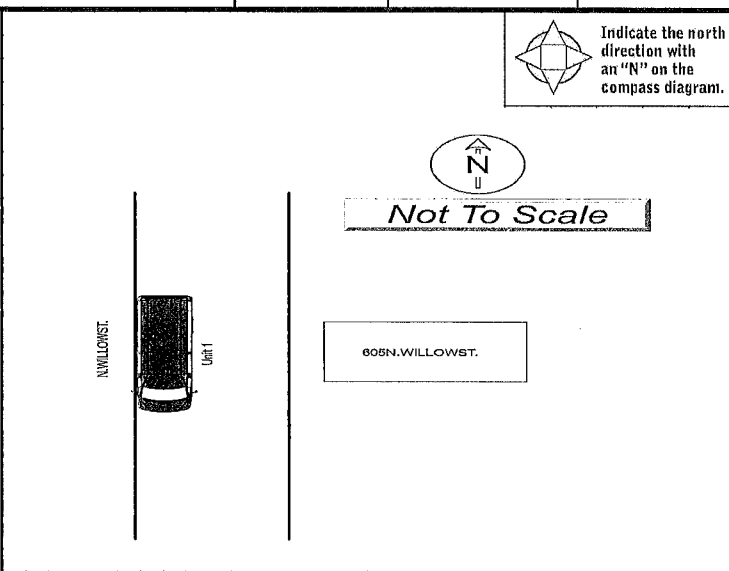 Indicate the north
direction with
an "N" on the
compass diagram.
N
Not To Scale
N.WILLOWST.
Unit 1
605N.WILLOWST.